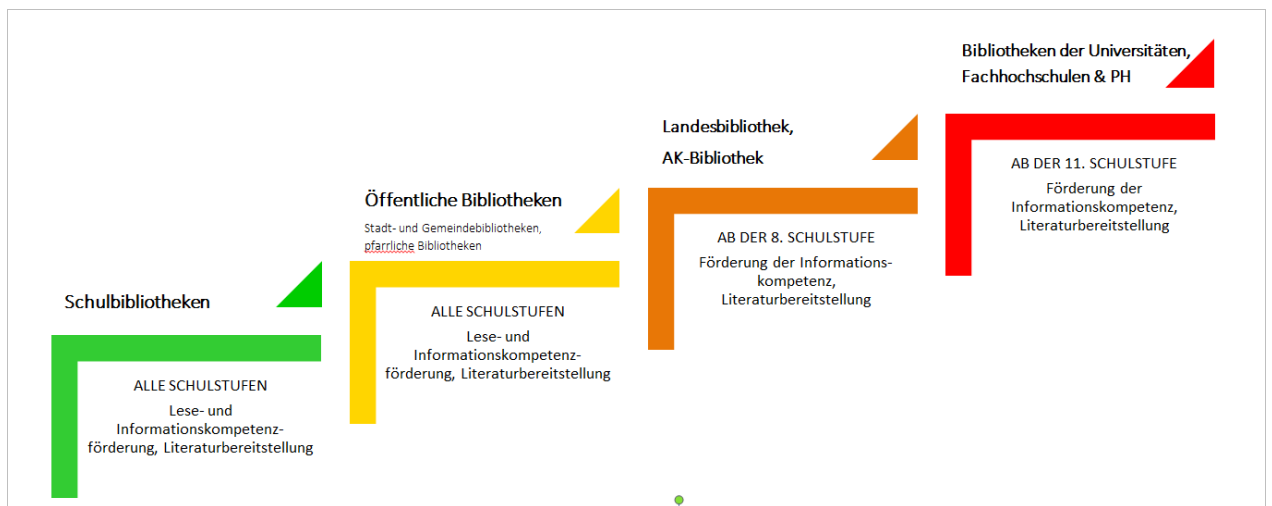 Schulbibliotheken
ALLE SCHULSTUFEN
Lese- und
Informationskompetenz-
förderung, Literaturbereitstellung
Öffentliche Bibliotheken
Stadt- und Gemeindebibliotheken,
pfarrliche Bibliotheken
ALLE SCHULSTUFEN
Lese- und
Informationskompetenz-
förderung, Literaturbereitstellung
Landesbibliothek,
AK-Bibliothek
AB DER 8. SCHULSTUFE
Förderung der Informations-
kompetenz,
Literaturbereitstellung
Bibliotheken der Universitäten,
Fachhochschulen & PH
AB DER 11. SCHULSTUFE
Förderung der
Informationskompetenz,
Literaturbereitstellung